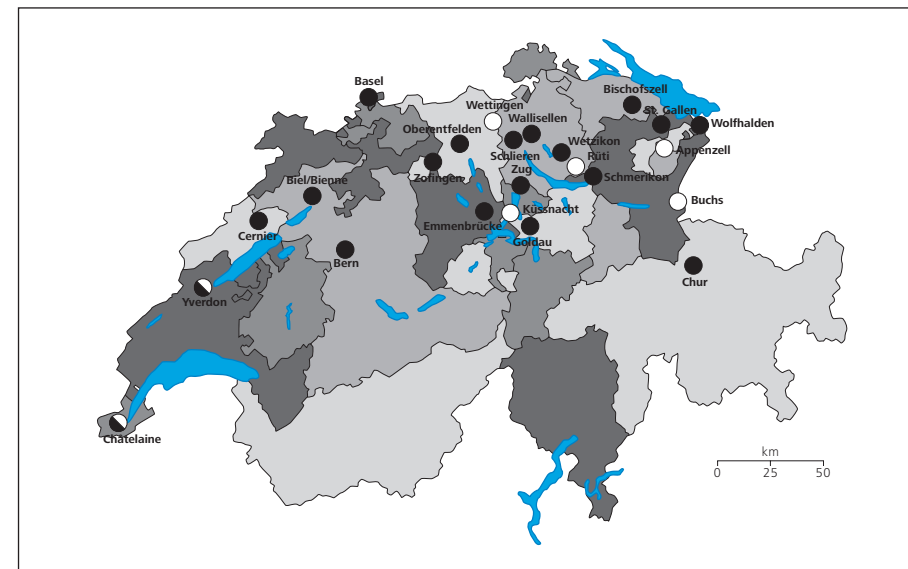 Basel
Bischofszell
Wettingen
St. Gallen
Wallisellen
Wolfhalden
Oberentfelden
Wetzikon
Appenzell
Schlieren
Rüti
Zug
Zofingen
Schmerikon
Biel/Bienne
Buchs
Küssnacht
Emmenbrücke
Cernier
Goldau
Bern
Chur
Yverdon
Châtelaine
km
0 25 50